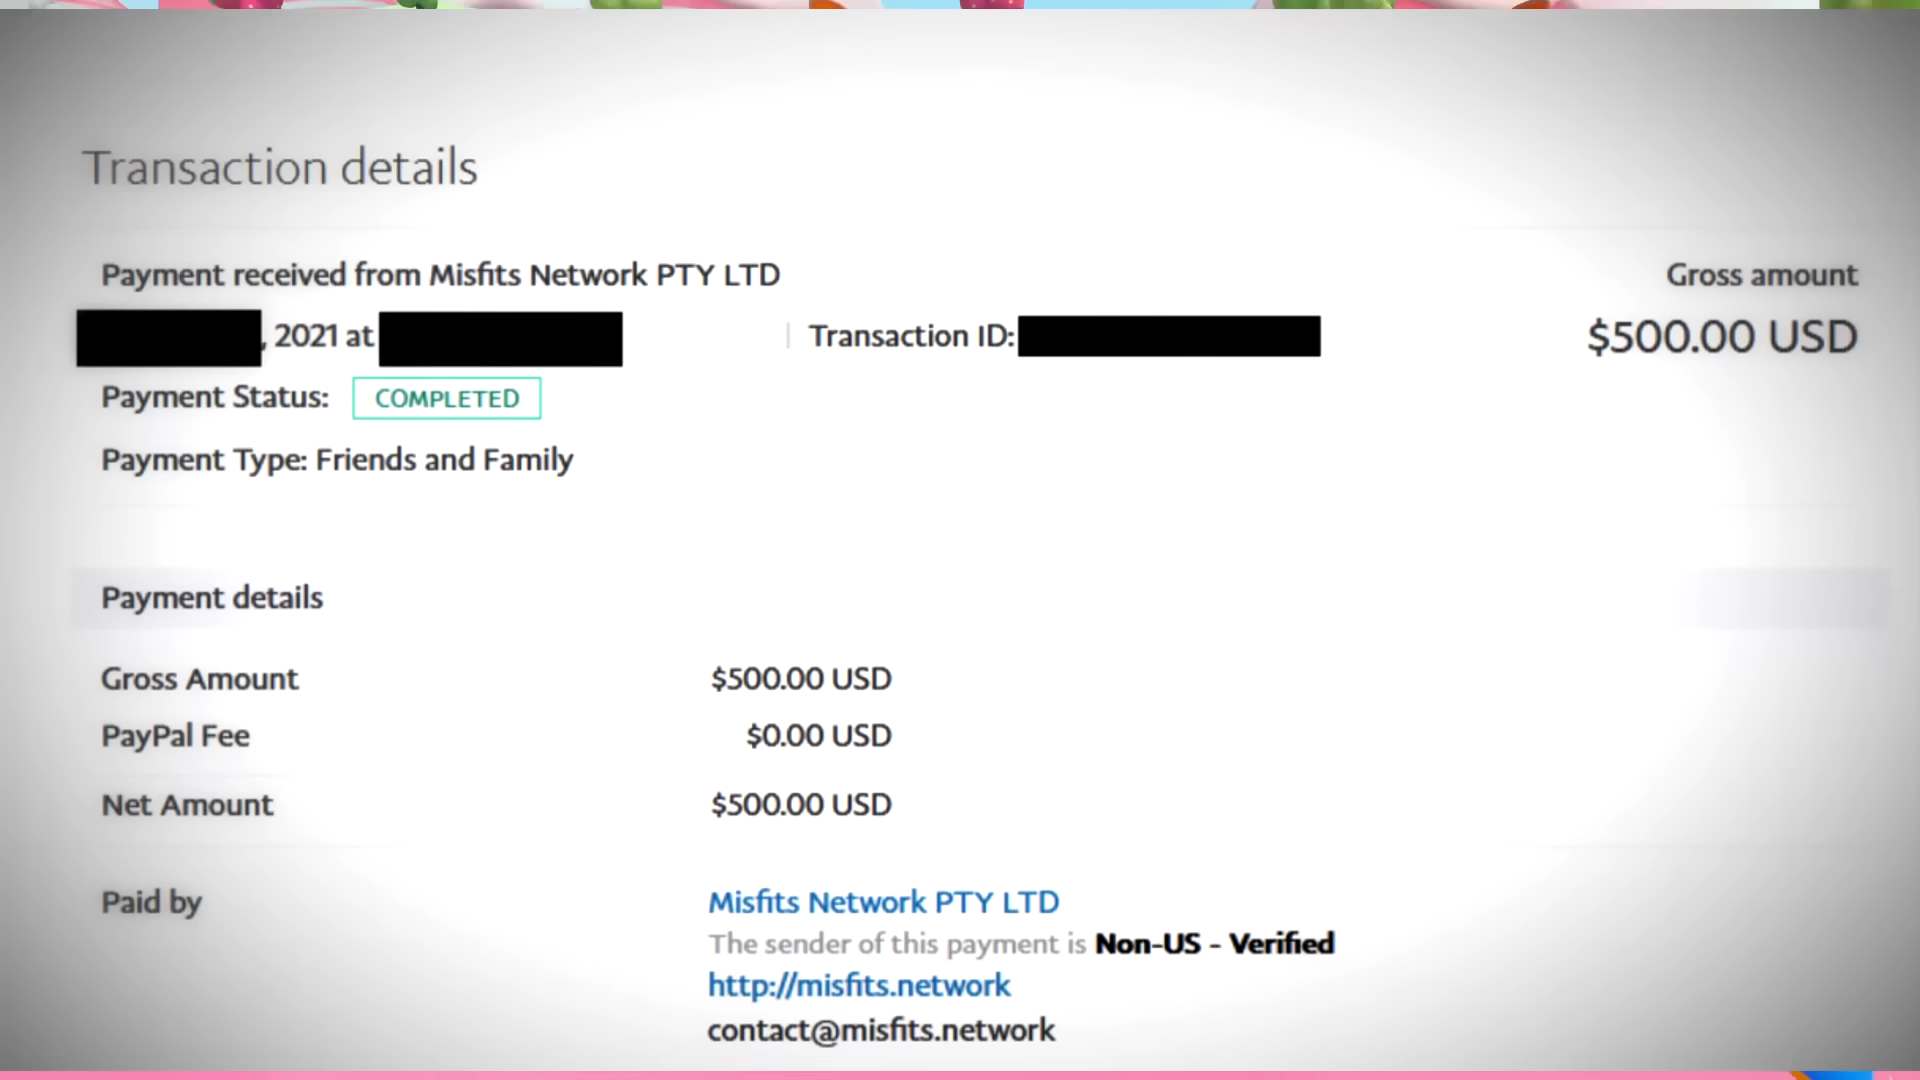 Transaction details
Payment received from Misfits Network PTY LTD
Gross amount
, 2021 at
Transaction ID:
$500.00 USD
Payment Status: COMPLETED
Payment Type: Friends and Family
Payment details
Gross Amount $500.00 USD
PayPal Fee $0.00 USD
Net Amount $500.00 USD
Paid by Misfits Network PTY LTD
The sender of this payment is Non-US - Verified
http://misfits.network
contact@misfits.network